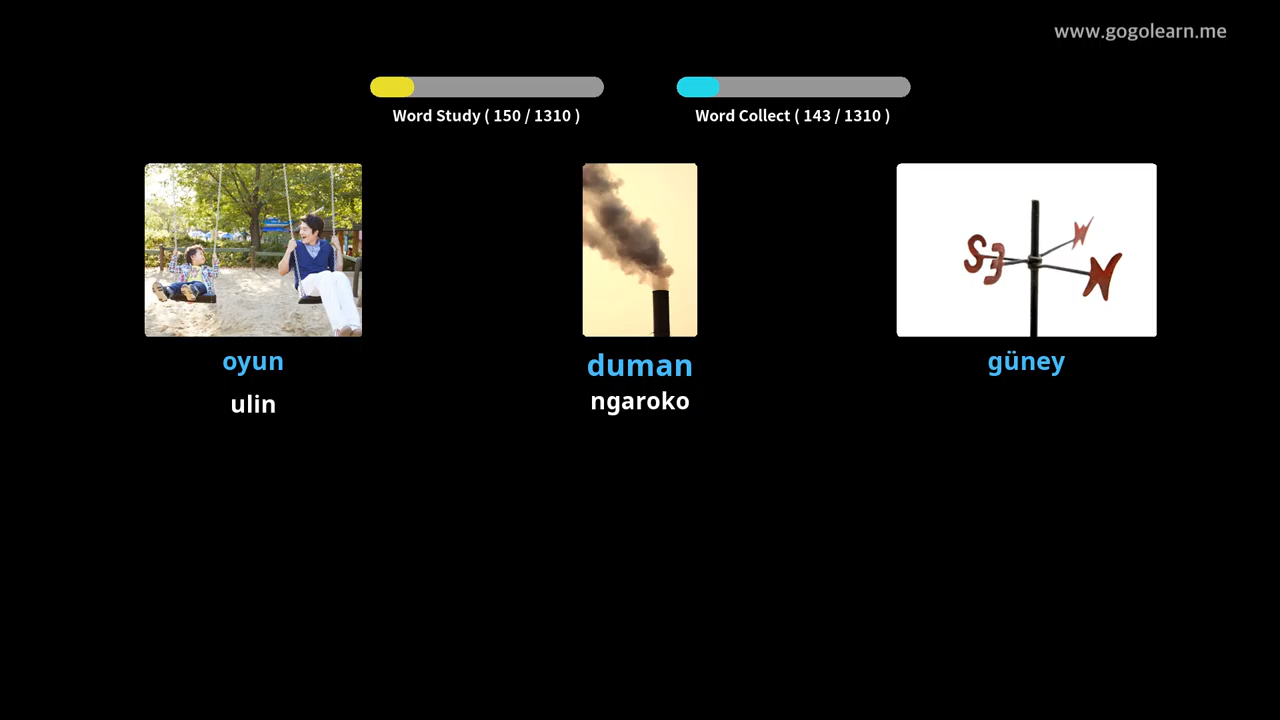 www.gogolearn.me
Word Study ( 150 / 1310 )
Word Collect ( 143 / 1310 )
oyun
ulin
duman
ngaroko
güney